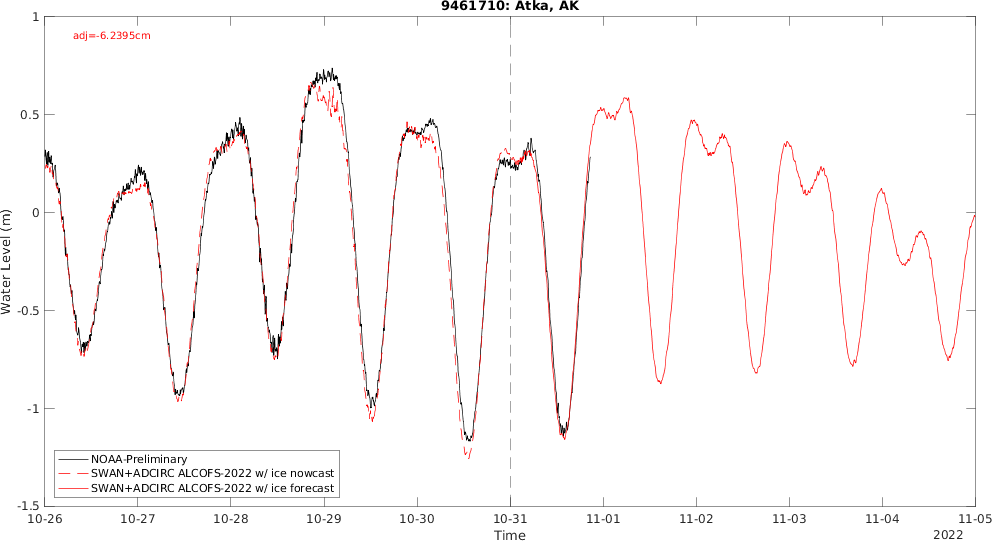 9461710: Atka, AK
adj=-6.2395cm
1
0.5
0
-0.5
-1
-1.5
Water Level (m)
NOAA-Preliminary
SWAN+ADCIRC ALCOFS-2022 w/ ice nowcast
SWAN+ADCIRC ALCOFS-2022 w/ ice forecast
10-26 10-27 10-28 10-29 10-30 10-31 11-01 11-02 11-03 11-04 11-05
Time
2022